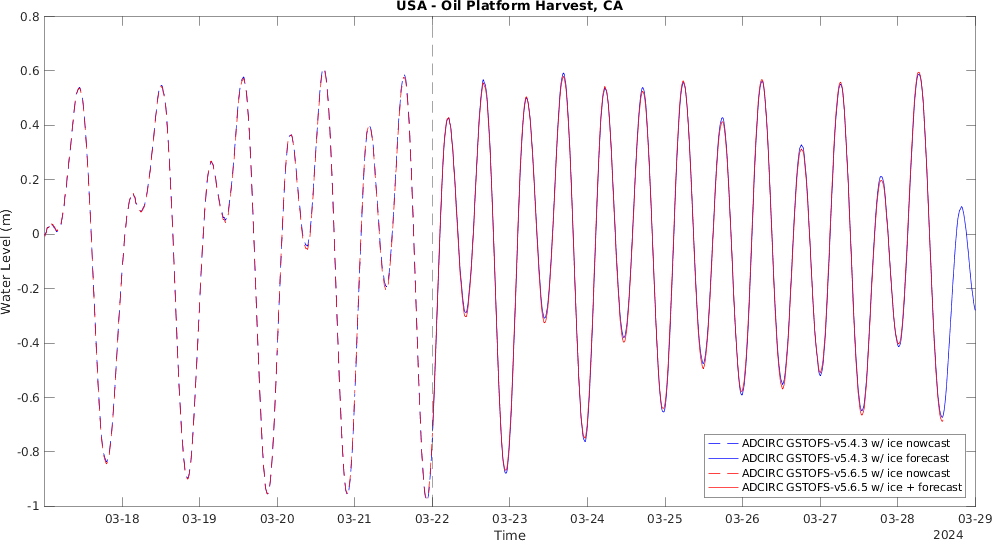 USA - Oil Platform Harvest, CA
0.8
0.6
0.4
0.2
0
-0.2
-0.4
-0.6
-0.8
-1
Water Level (m)
ADCIRC GSTOFS-v5.4.3 w/ ice nowcast
ADCIRC GSTOFS-v5.4.3 w/ ice forecast
ADCIRC GSTOFS-v5.6.5 w/ ice nowcast
ADCIRC GSTOFS-v5.6.5 w/ ice + forecast
03-18 03-19 03-20 03-21 03-22 03-23 03-24 03-25 03-26 03-27 03-28 03-29
Time
2024